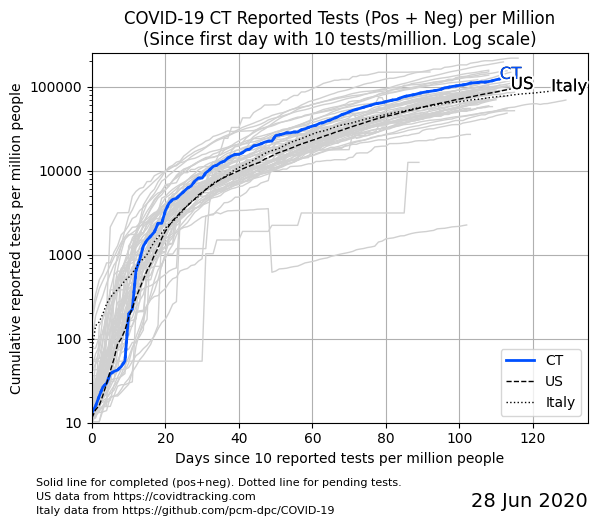 COVID-19 CT Reported Tests (Pos + Neg) per Million
(Since first day with 10 tests/million. Log scale)
Cumulative reported tests per million people
100000
10000
1000
100
10
CT
US
Italy
CT
US
Italy
0
20
40
60
80
100
120
Days since 10 reported tests per million people
Solid line for completed (pos+neg). Dotted line for pending tests.
US data from https://covidtracking.com
Italy data from https://github.com/pcm-dpc/COVID-19
28 Jun 2020